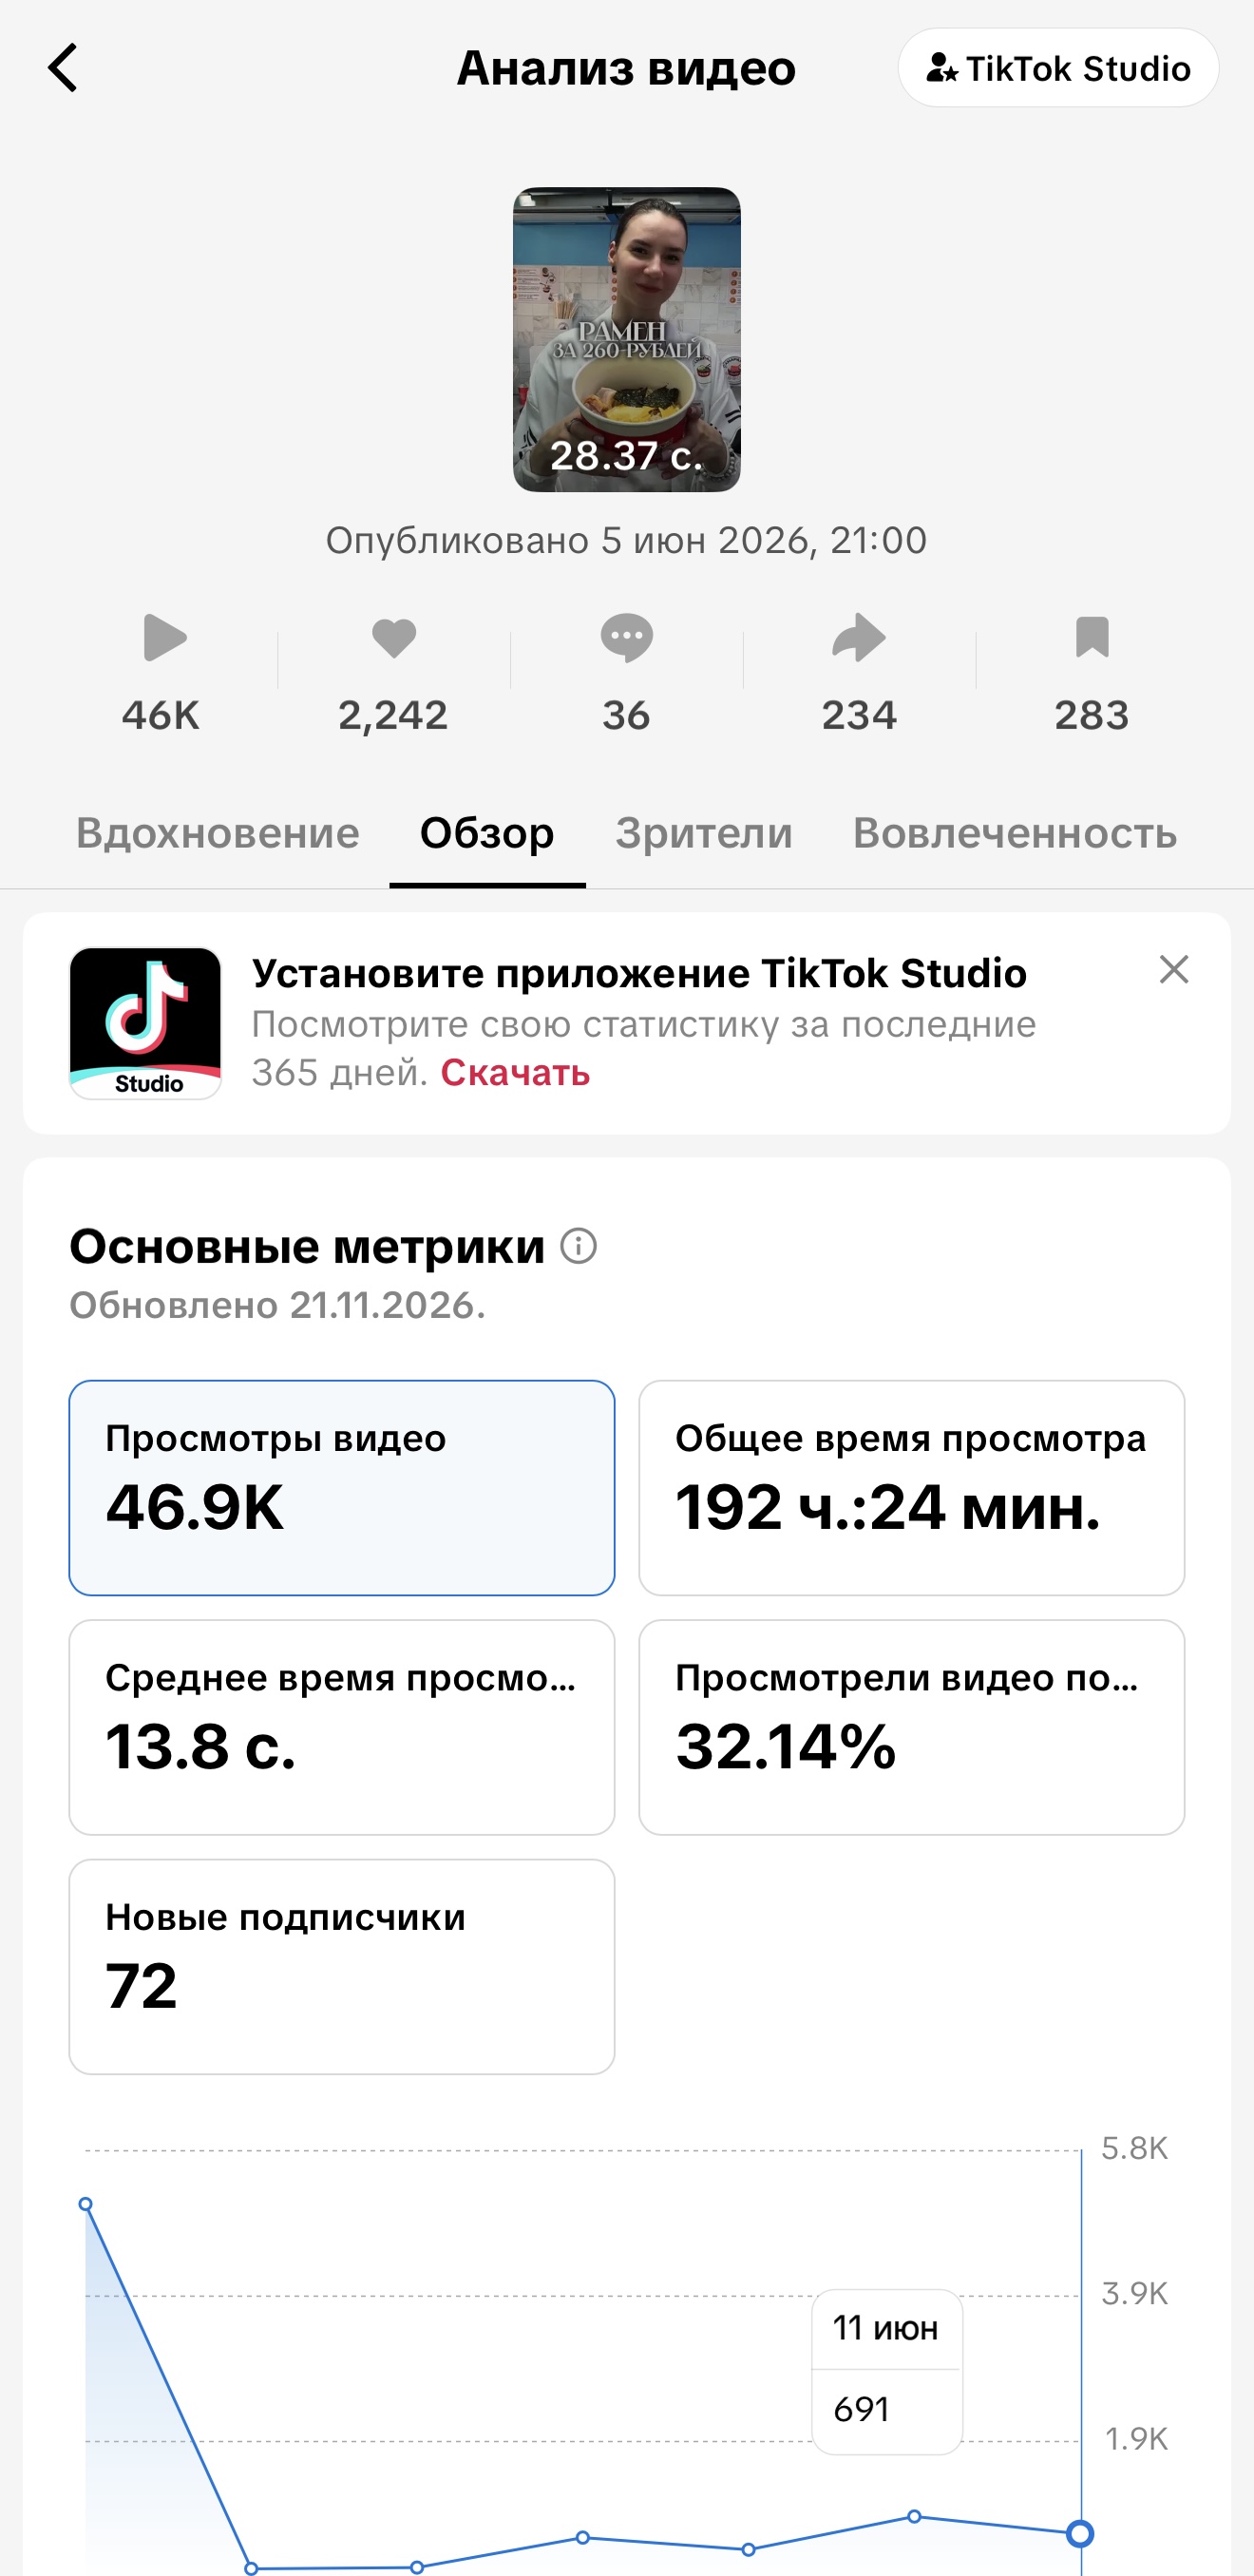 Анализ видео
TikTok Studio
РАМЕН
ЗА 260 РУБЛЕЙ
28.37 с.
Опубликовано 5 июн 2026, 21:00
46K
2,242
36
234
283
Вдохновение
Обзор
Зрители
Вовлеченность
Studio
Установите приложение TikTok Studio
Посмотрите свою статистику за последние
365 дней. Скачать
Основные метрики
Обновлено 21.11.2026.
Просмотры видео
46.9K
Общее время просмотра
192 ч.:24 мин.
Среднее время просмо...
13.8 с.
Просмотрели видео по...
32.14%
Новые подписчики
72
5.8K
3.9K
11 июн
691
1.9K